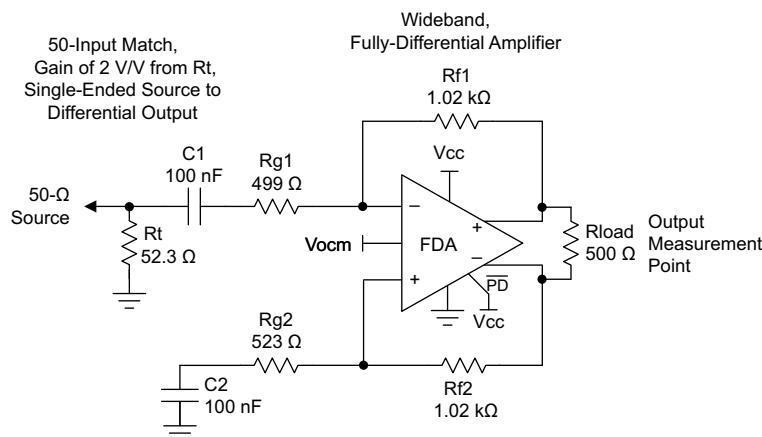 50-Input Match,
Gain of 2 V/V from Rt,
Single-Ended Source to
Differential Output
Wideband,
Fully-Differential Amplifier
Rf1
1.02 kΩ
C1
100 nF
Rg1
499 Ω
Vcc
50-Ω
Source
Rt
52.3 Ω
Vocm
−
+
FDA
+
−
PD
Vcc
Rload
500 Ω
Output
Measurement
Point
Rg2
523 Ω
C2
100 nF
Rf2
1.02 kΩ